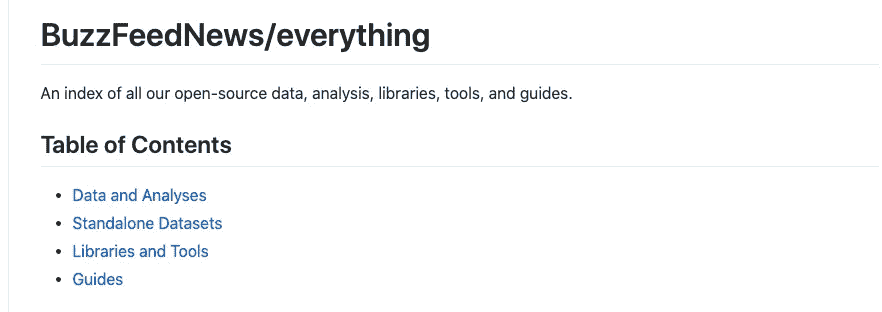 BuzzFeedNews/everything
An index of all our open-source data, analysis, libraries, tools, and guides.
Table of Contents
• Data and Analyses
• Standalone Datasets
• Libraries and Tools
• Guides